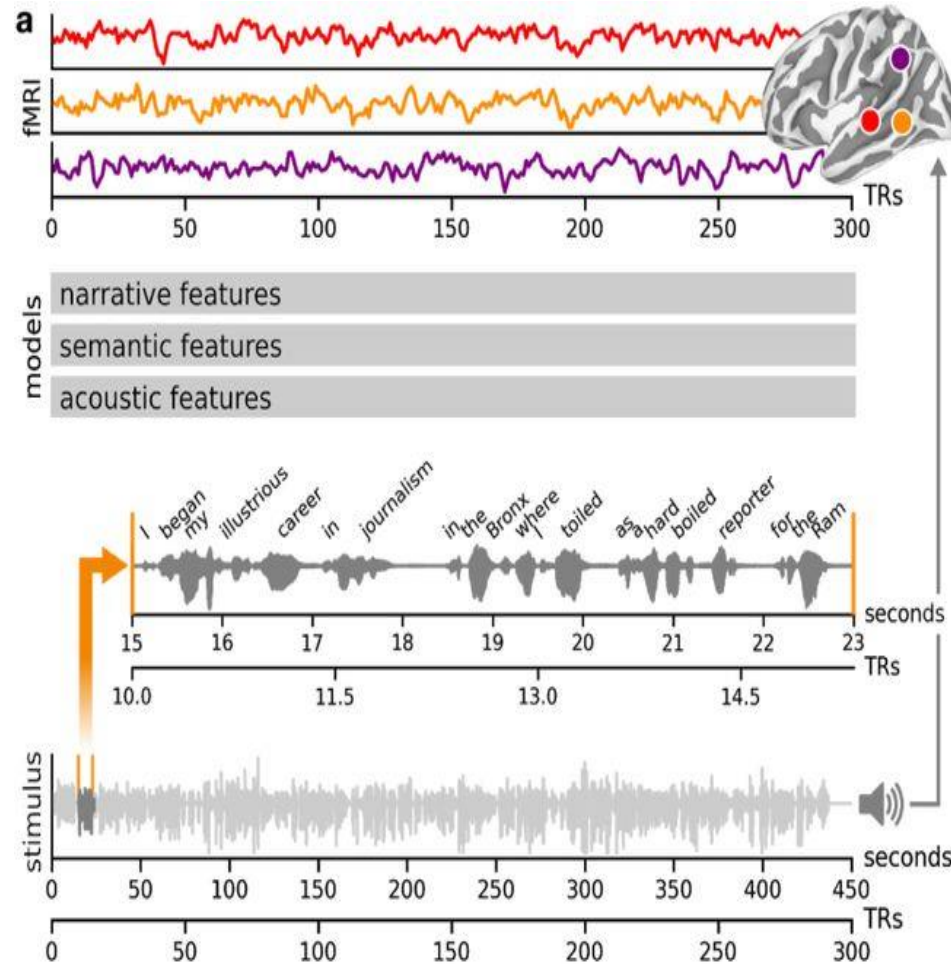 a
fMRI
TRs
0 50 100 150 200 250 300
models
narrative features
semantic features
acoustic features
I began my illustrious career in journalism in the Bronx where I toiled as a hard boiled reporter for the Ram
seconds
15 16 17 18 19 20 21 22 23
TRs
10.0 11.5 13.0 14.5
stimulus
seconds
0 50 100 150 200 250 300 350 400 450
TRs
0 50 100 150 200 250 300